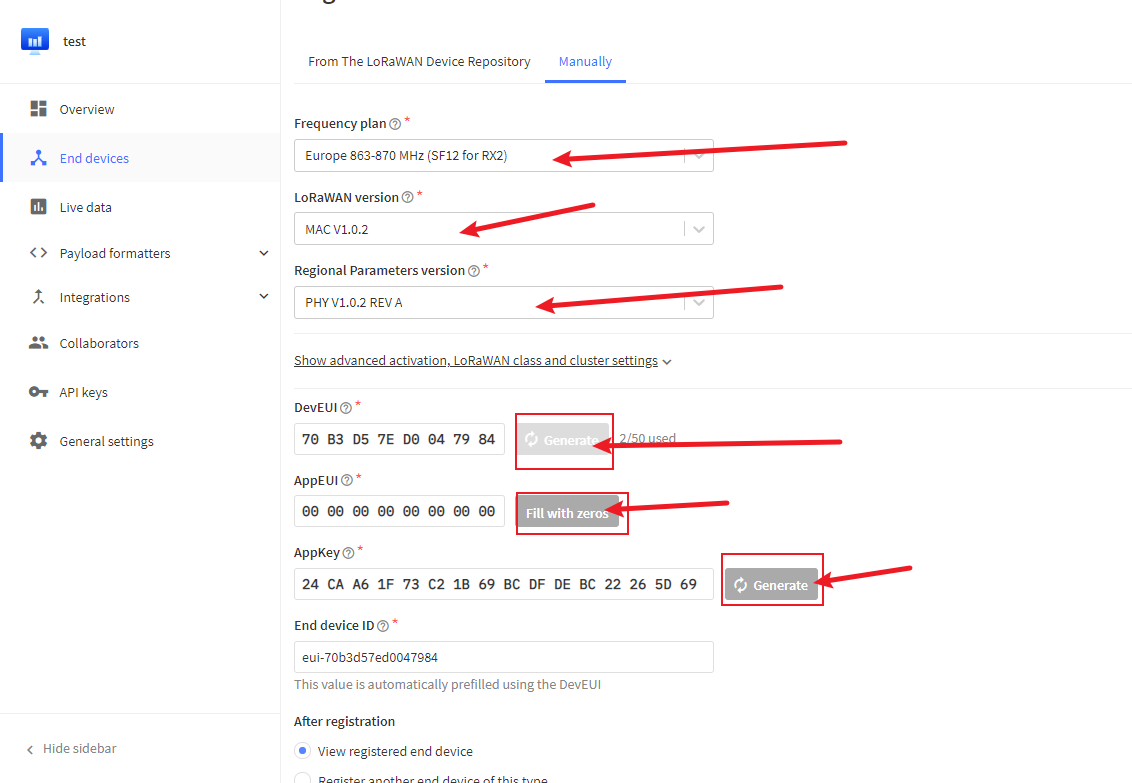 test
Overview
End devices
Live data
Payload formatters
Integrations
Collaborators
API keys
General settings
Hide sidebar
From The LoRaWAN Device Repository Manually
Frequency plan *
Europe 863-870 MHz (SF12 for RX2)
LoRaWAN version *
MAC V1.0.2
Regional Parameters version *
PHY V1.0.2 REV A
Show advanced activation, LoRaWAN class and cluster settings
DevEUI *
70 B3 D5 7E D0 04 79 84 Generate 2/50 used
AppEUI *
00 00 00 00 00 00 00 00 Fill with zeros
AppKey *
24 CA A6 1F 73 C2 1B 69 BC DF DE BC 22 26 5D 69 Generate
End device ID *
eui-70b3d57ed0047984
This value is automatically prefilled using the DevEUI
After registration
View registered end device
Register another end device of this type